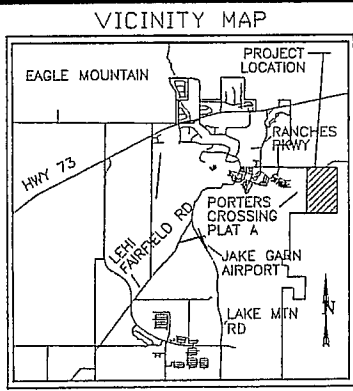 VICINITY MAP
PROJECT
LOCATION
EAGLE MOUNTAIN
HWY 73
RANCHES
PKWY
PORTERS
CROSSING
PLAT A
LEHI
FAIRFIELD RD
JAKE GARN
AIRPORT
LAKE MTN
RD
N